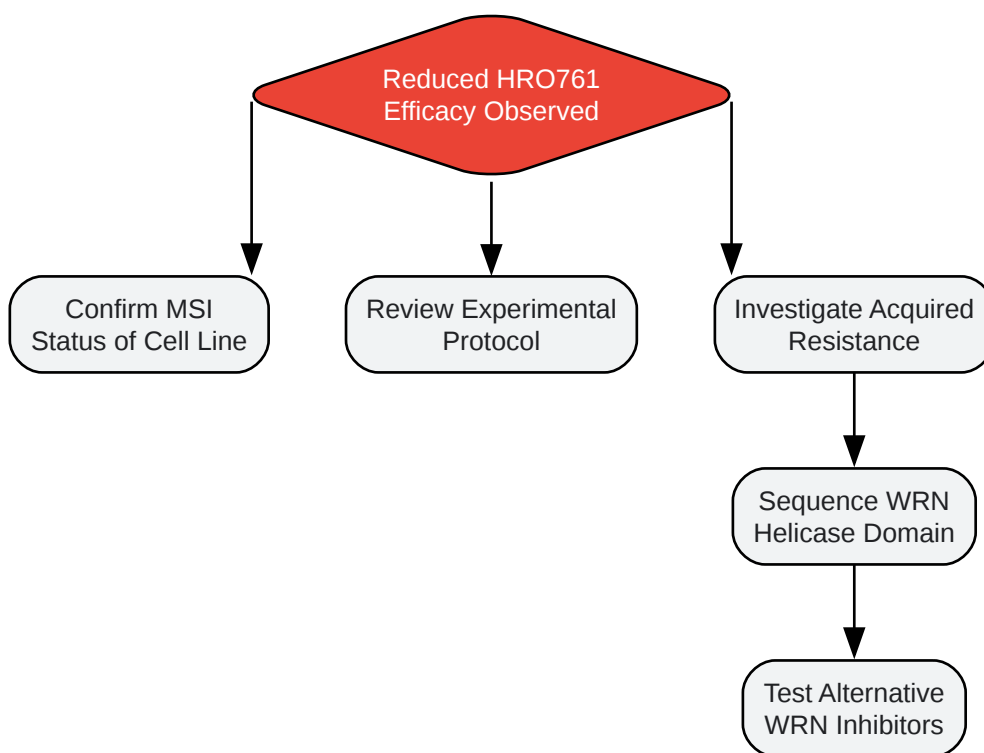 Reduced HRO761
Efficacy Observed
Confirm MSI
Status of Cell Line
Review Experimental
Protocol
Investigate Acquired
Resistance
Sequence WRN
Helicase Domain
Test Alternative
WRN Inhibitors